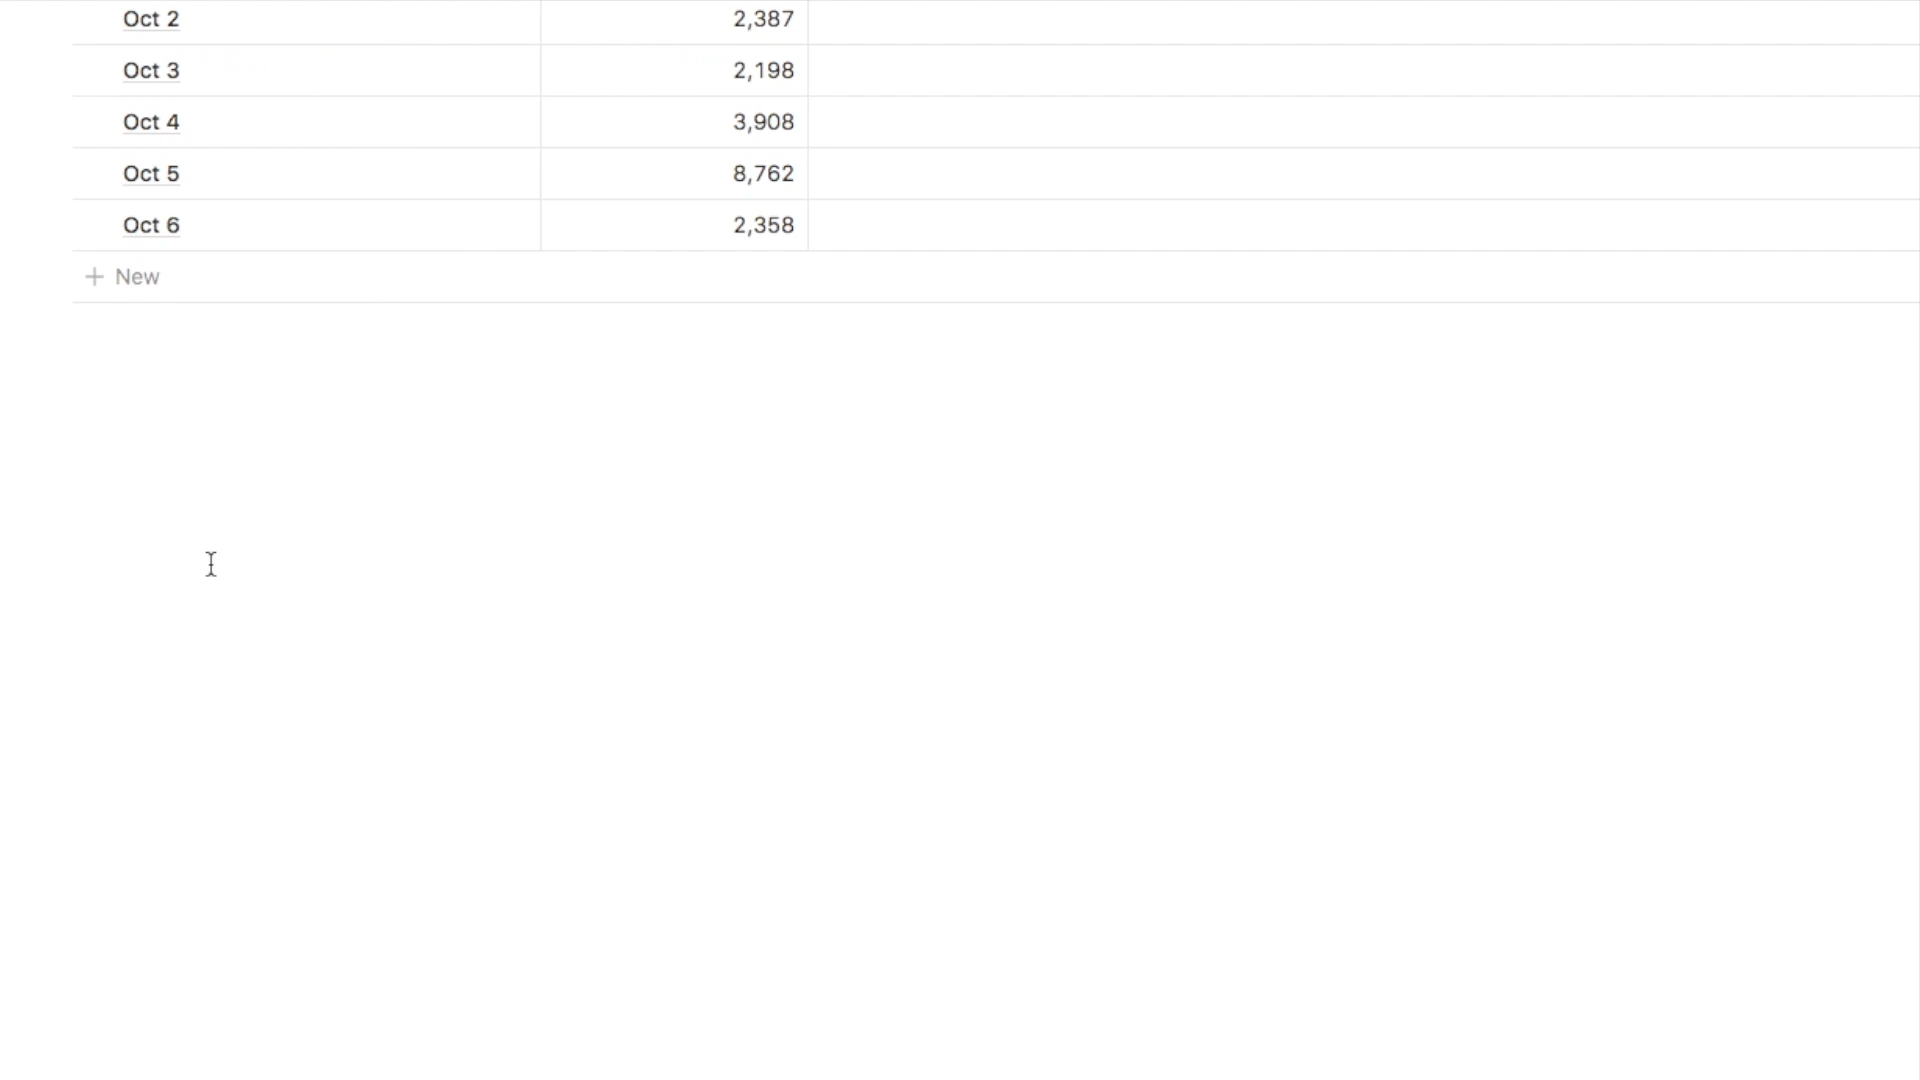 Oct 2 2,387
Oct 3 2,198
Oct 4 3,908
Oct 5 8,762
Oct 6 2,358
+ New